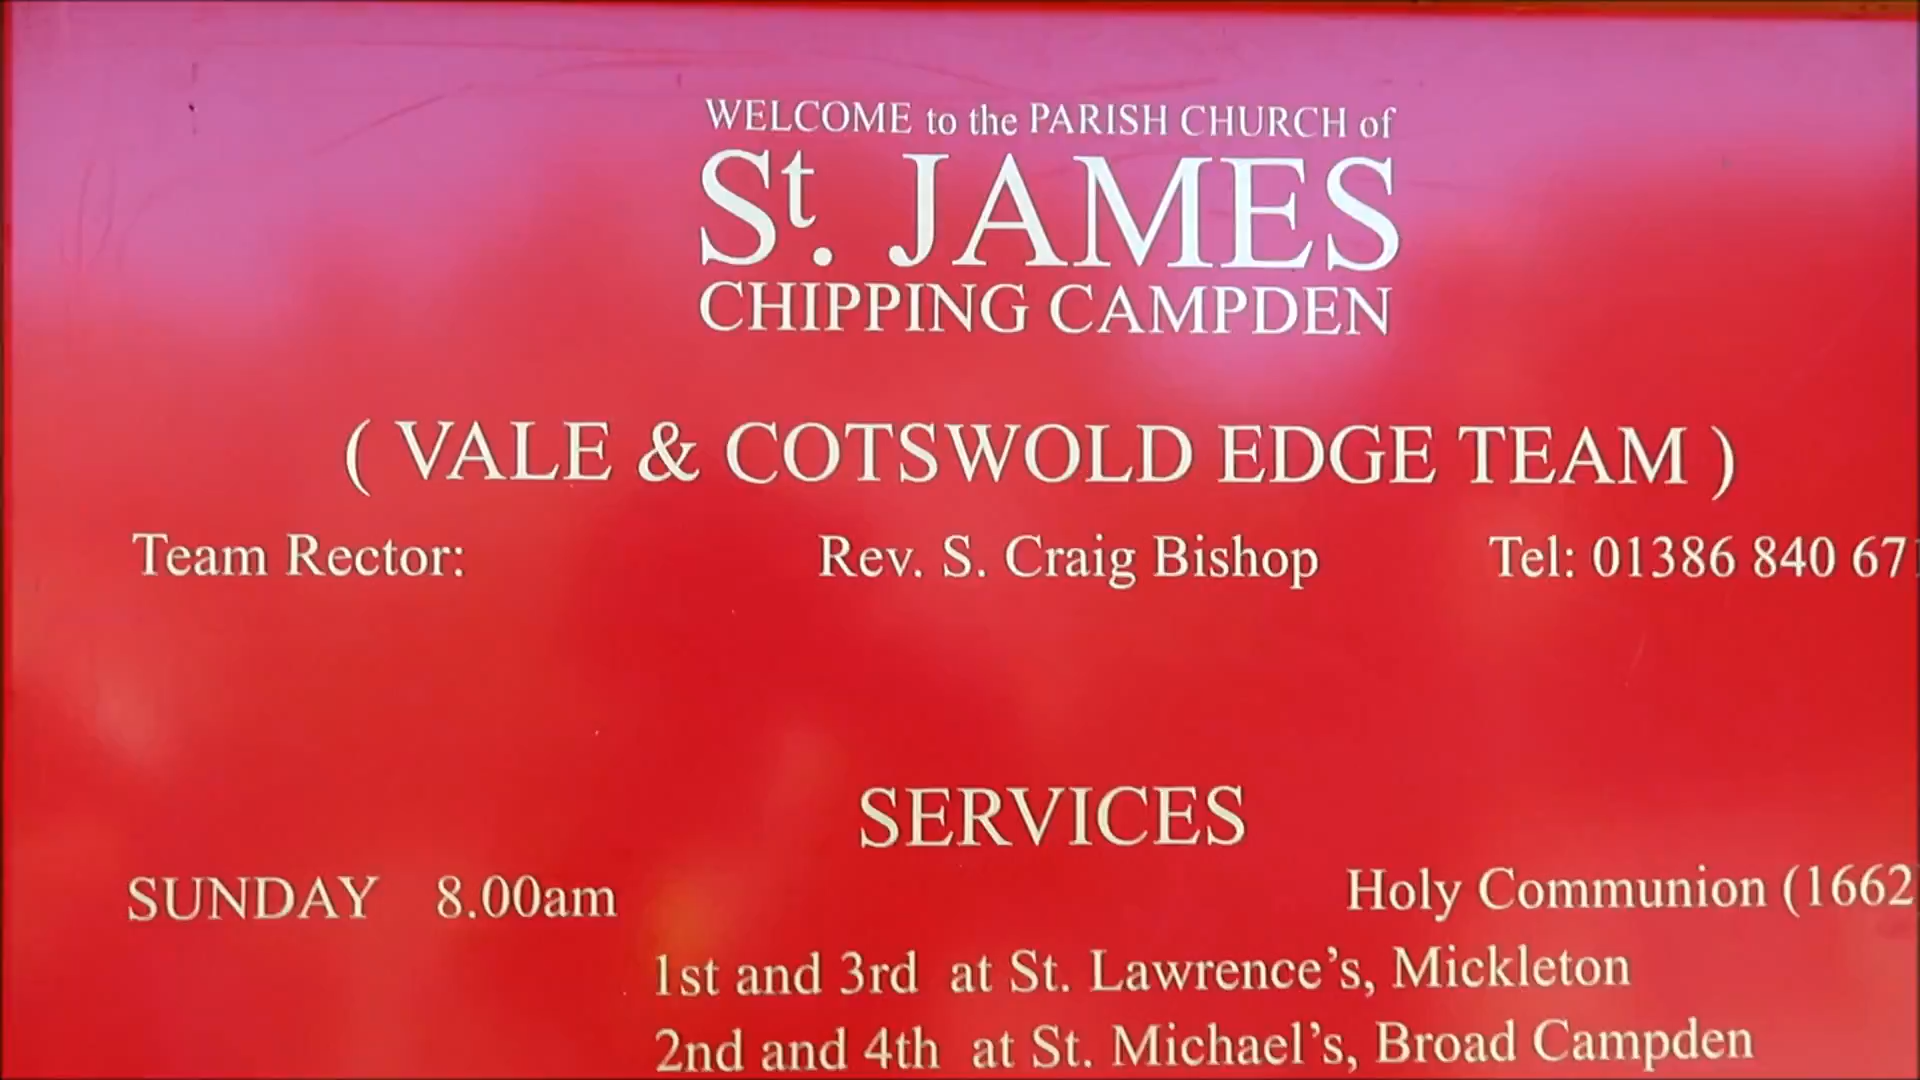 WELCOME to the PARISH CHURCH of
St. JAMES
CHIPPING CAMPDEN
( VALE & COTSWOLD EDGE TEAM )
Team Rector: Rev. S. Craig Bishop Tel: 01386 840 67
SERVICES
SUNDAY 8.00am Holy Communion (1662
1st and 3rd at St. Lawrence's, Mickleton
2nd and 4th at St. Michael's, Broad Campden